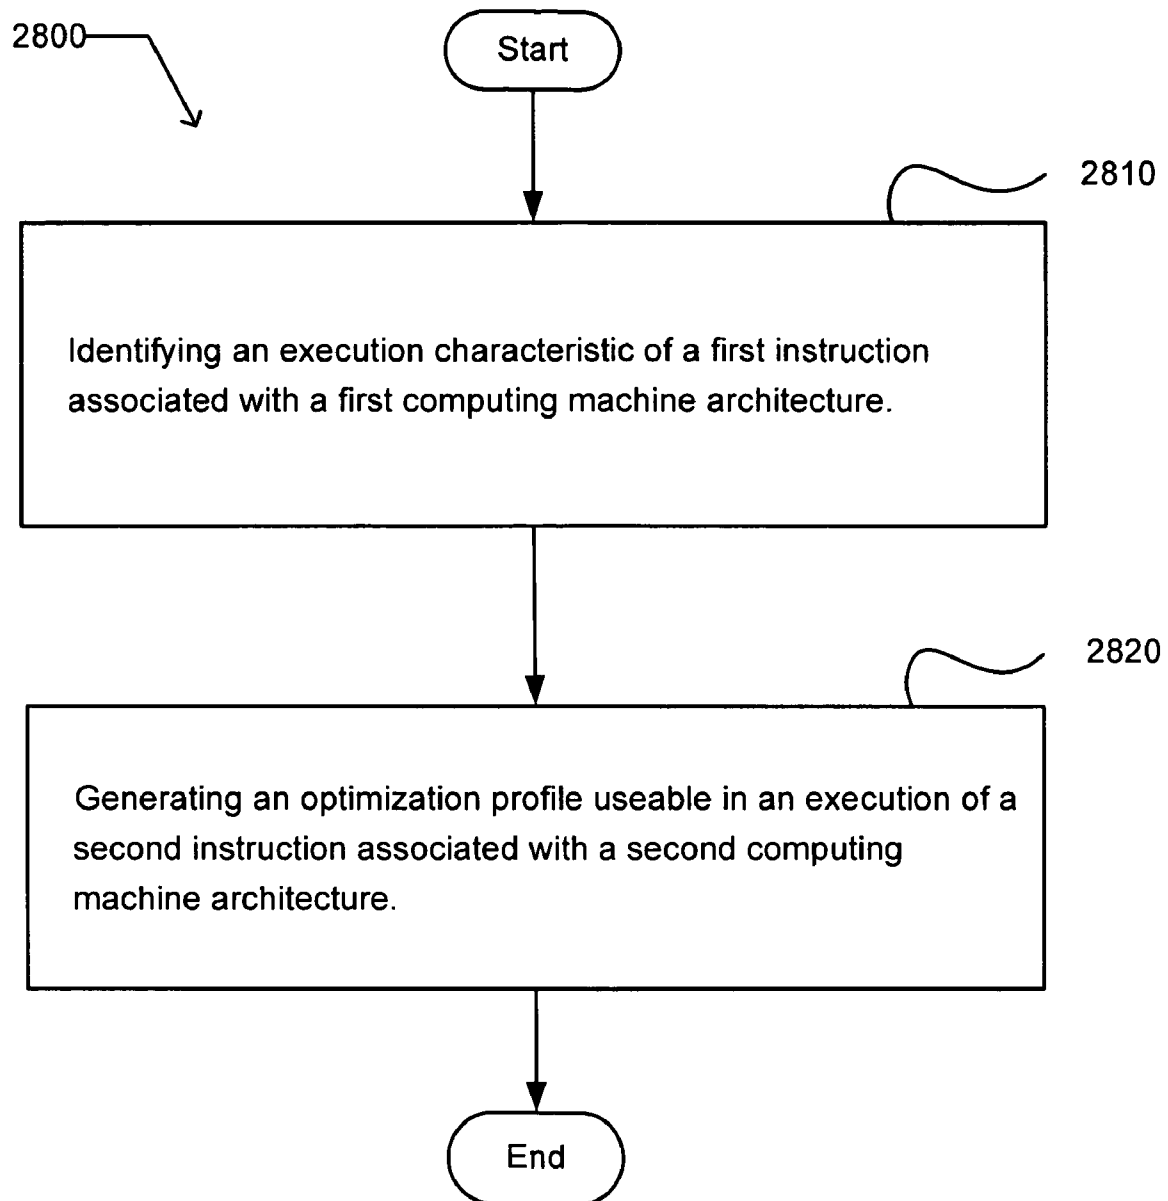 2800
Start
2810
Identifying an execution characteristic of a first instruction
associated with a first computing machine architecture.
2820
Generating an optimization profile useable in an execution of a
second instruction associated with a second computing
machine architecture.
End